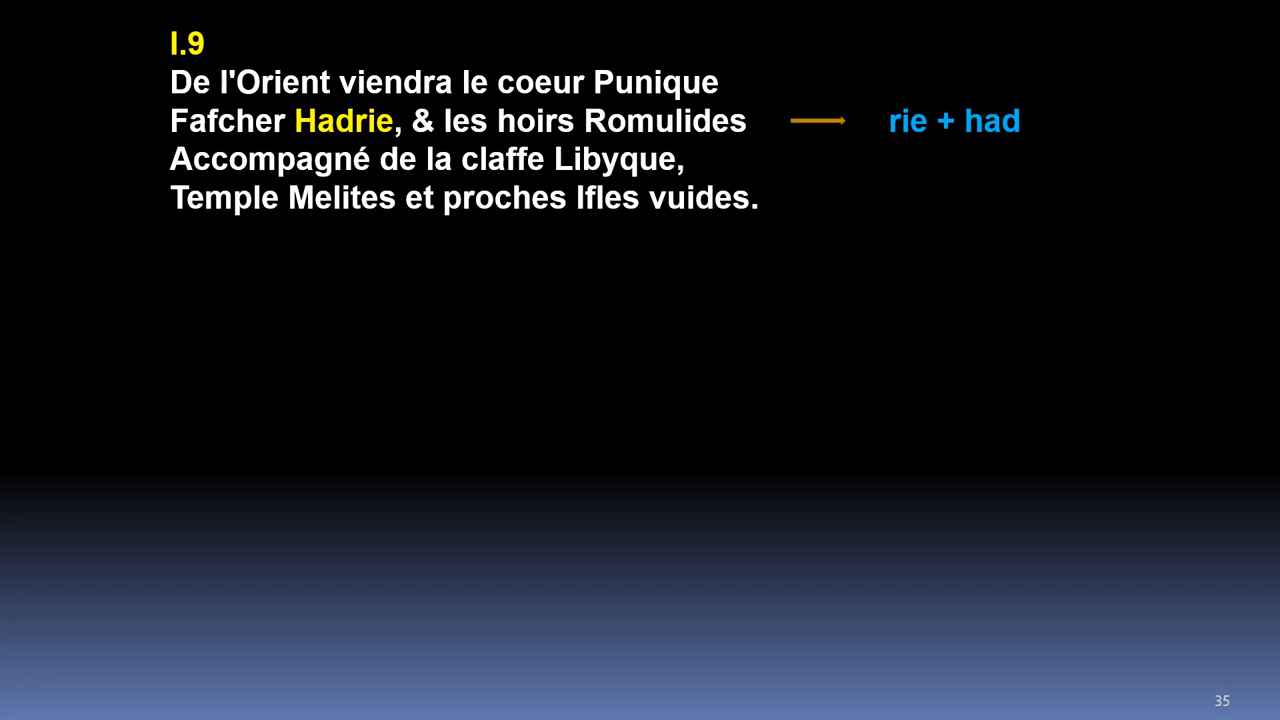 I.9
De l'Orient viendra le coeur Punique
Fafcher Hadrie, & les hoirs Romulides rie + had
Accompagné de la claffe Libyque,
Temple Melites et proches Ifles vuides.
35